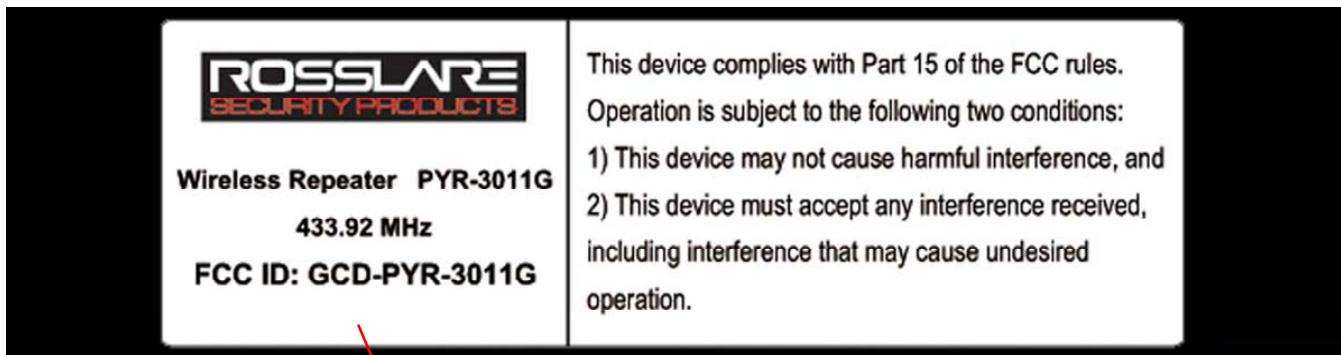 ROSSLARE
SECURITY PRODUCTS
Wireless Repeater PYR-3011G
433.92 MHz
FCC ID: GCD-PYR-3011G
This device complies with Part 15 of the FCC rules.
Operation is subject to the following two conditions:
1) This device may not cause harmful interference, and
2) This device must accept any interference received,
including interference that may cause undesired
operation.